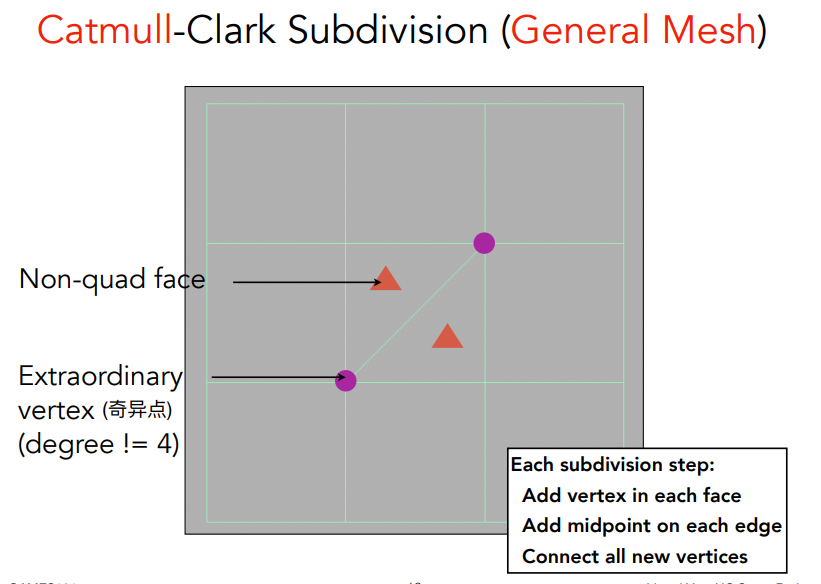 Catmull-Clark Subdivision (General Mesh)
Non-quad face
Extraordinary
vertex (奇异点)
(degree != 4)
Each subdivision step:
Add vertex in each face
Add midpoint on each edge
Connect all new vertices